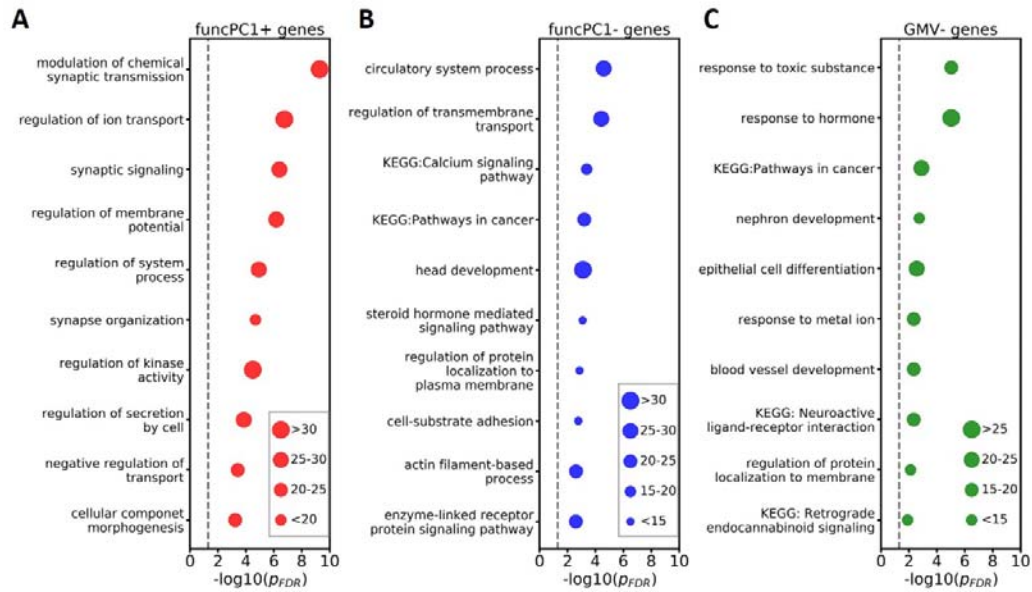 A
funcPC1+ genes
modulation of chemical
synaptic transmission
regulation of ion transport
synaptic signaling
regulation of membrane
potential
regulation of system
process
synapse organization
regulation of kinase
activity
regulation of secretion
by cell
negative regulation of
transport
cellular componet
morphogenesis
>30
25-30
20-25
<20
0 2 4 6 8 10
-log10(pFDR)
B
funcPC1- genes
circulatory system process
regulation of transmembrane
transport
KEGG:Calcium signaling
pathway
KEGG:Pathways in cancer
head development
steroid hormone mediated
signaling pathway
regulation of protein
localization to
plasma membrane
cell-substrate adhesion
actin filament-based
process
enzyme-linked receptor
protein signaling pathway
>30
25-30
20-25
15-20
<15
0 2 4 6 8 10
-log10(pFDR)
C
GMV- genes
response to toxic substance
response to hormone
KEGG:Pathways in cancer
nephron development
epithelial cell differentiation
response to metal ion
blood vessel development
KEGG: Neuroactive
ligand-receptor interaction
regulation of protein
localization to membrane
KEGG: Retrograde
endocannabinoid signaling
>25
20-25
15-20
<15
0 2 4 6 8 10
-log10(pFDR)